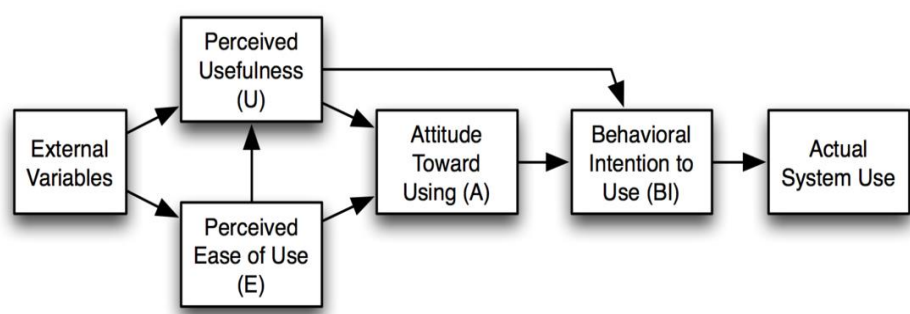 External
Variables
Perceived
Usefulness
(U)
Perceived
Ease of Use
(E)
Attitude
Toward
Using (A)
Behavioral
Intention to
Use (BI)
Actual
System Use